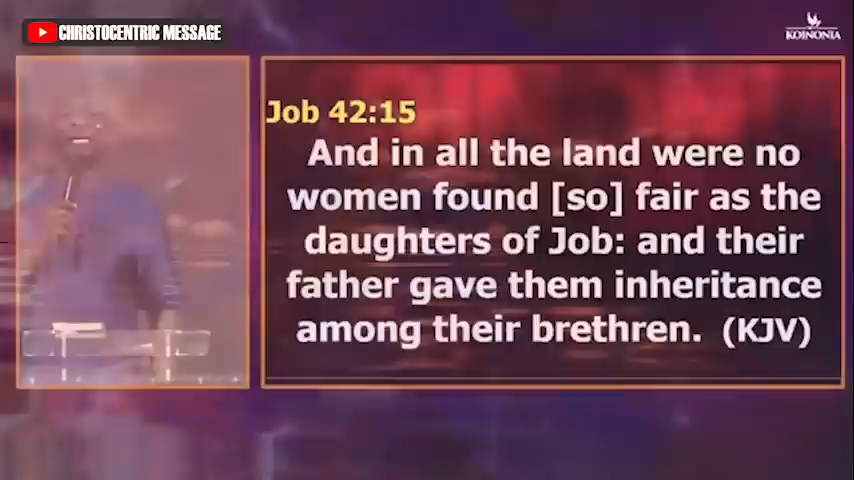 CHRISTOCENTRIC MESSAGE
KOINONIA
Job 42:15
And in all the land were no
women found [so] fair as the
daughters of Job: and their
father gave them inheritance
among their brethren. (KJV)